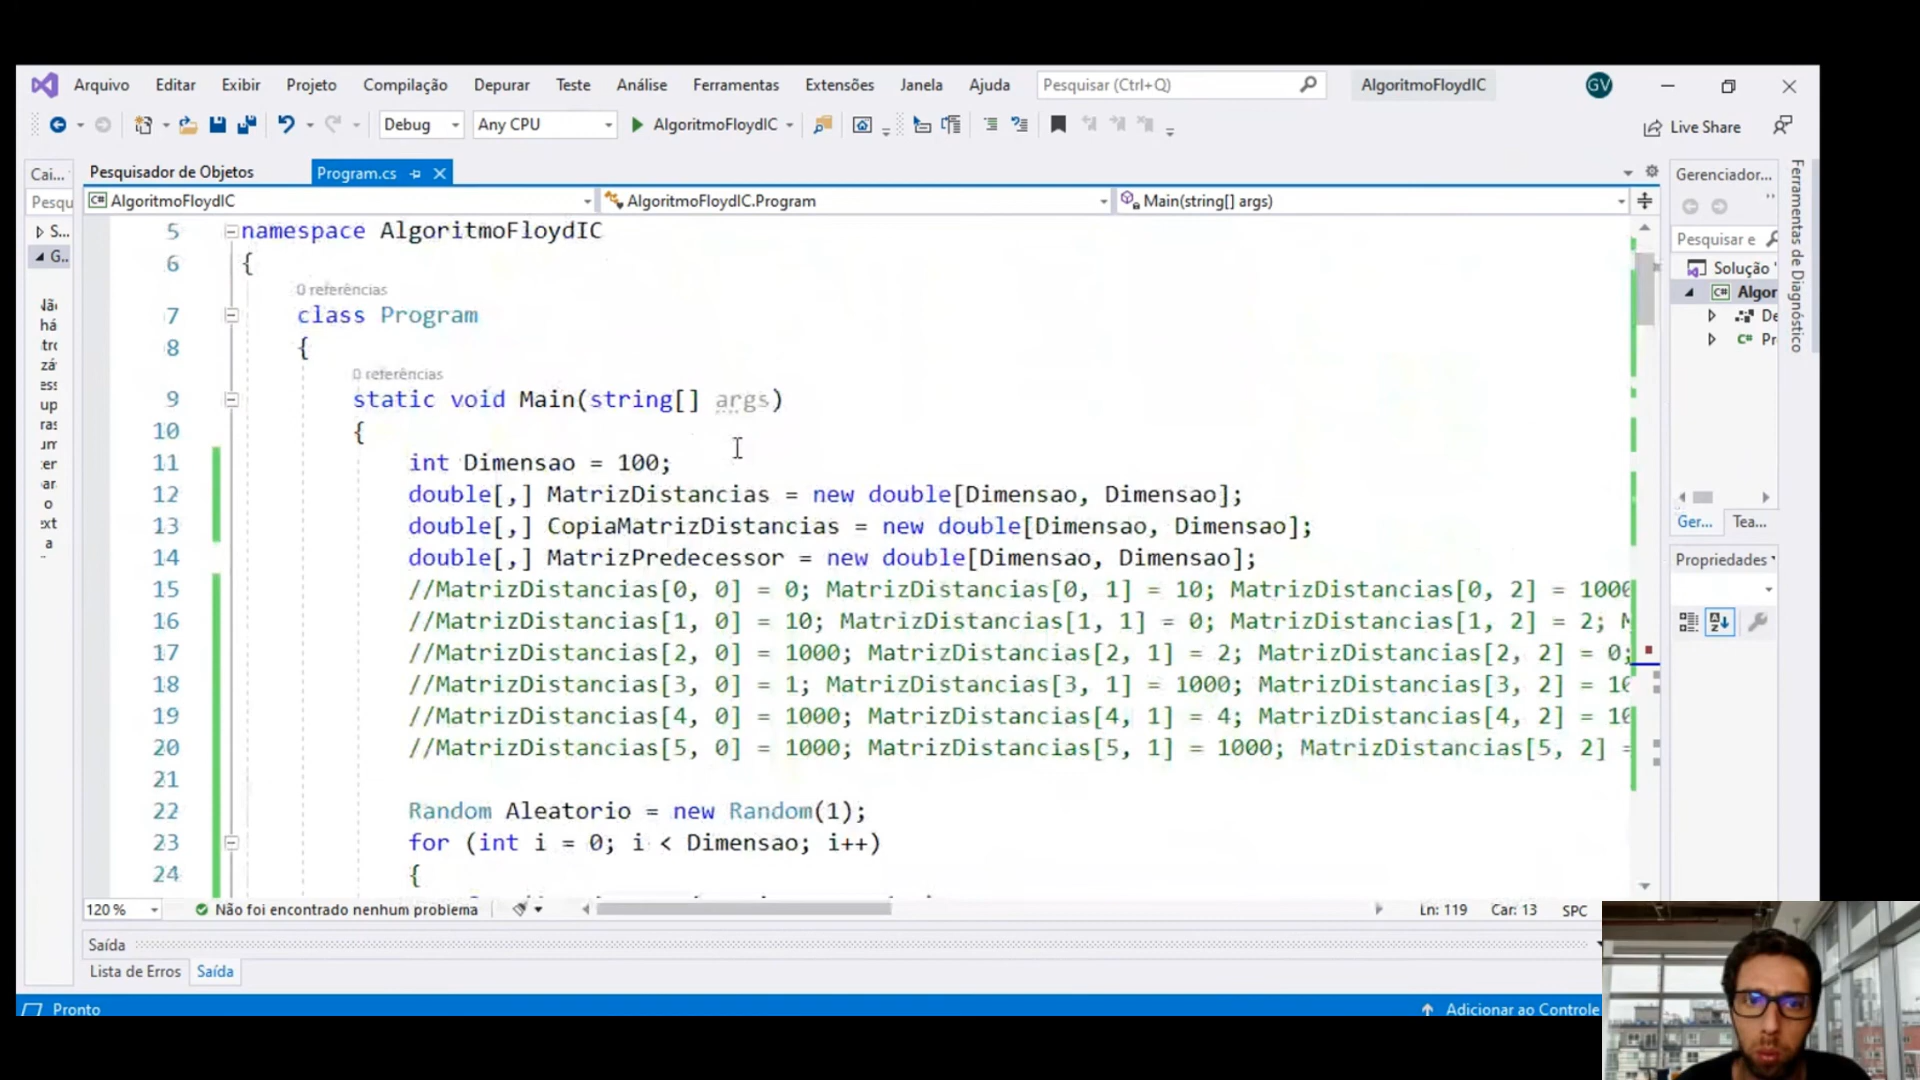 Arquivo Editar Exibir Projeto Compilação Depurar Teste Análise Ferramentas Extensões Janela Ajuda Pesquisar (Ctrl+Q) AlgoritmoFloydIC GV
Debug Any CPU AlgoritmoFloydIC Live Share
Cai... Pesquisador de Objetos Program.cs Gerenciador...
Pesqu AlgoritmoFloydIC AlgoritmoFloydIC.Program Main(string[] args)
Ferramentas de Diagnóstico
Pesquisar e
S...
G...
Solução '
Algor
De
Pr
Ger... Tea...
Propriedades
5 namespace AlgoritmoFloydIC
6 {
0 referências
7 class Program
8 {
0 referências
9 static void Main(string[] args)
10 {
11 int Dimensao = 100;
12 double[,] MatrizDistancias = new double[Dimensao, Dimensao];
13 double[,] CopiaMatrizDistancias = new double[Dimensao, Dimensao];
14 double[,] MatrizPredecessor = new double[Dimensao, Dimensao];
15 //MatrizDistancias[0, 0] = 0; MatrizDistancias[0, 1] = 10; MatrizDistancias[0, 2] = 1000
16 //MatrizDistancias[1, 0] = 10; MatrizDistancias[1, 1] = 0; MatrizDistancias[1, 2] = 2; M
17 //MatrizDistancias[2, 0] = 1000; MatrizDistancias[2, 1] = 2; MatrizDistancias[2, 2] = 0;
18 //MatrizDistancias[3, 0] = 1; MatrizDistancias[3, 1] = 1000; MatrizDistancias[3, 2] = 10
19 //MatrizDistancias[4, 0] = 1000; MatrizDistancias[4, 1] = 4; MatrizDistancias[4, 2] = 10
20 //MatrizDistancias[5, 0] = 1000; MatrizDistancias[5, 1] = 1000; MatrizDistancias[5, 2] =
21
22 Random Aleatorio = new Random(1);
23 for (int i = 0; i < Dimensao; i++)
24 {
120 % Não foi encontrado nenhum problema Ln: 119 Car: 13 SPC
Saída
Lista de Erros Saída
Pronto Adicionar ao Controle